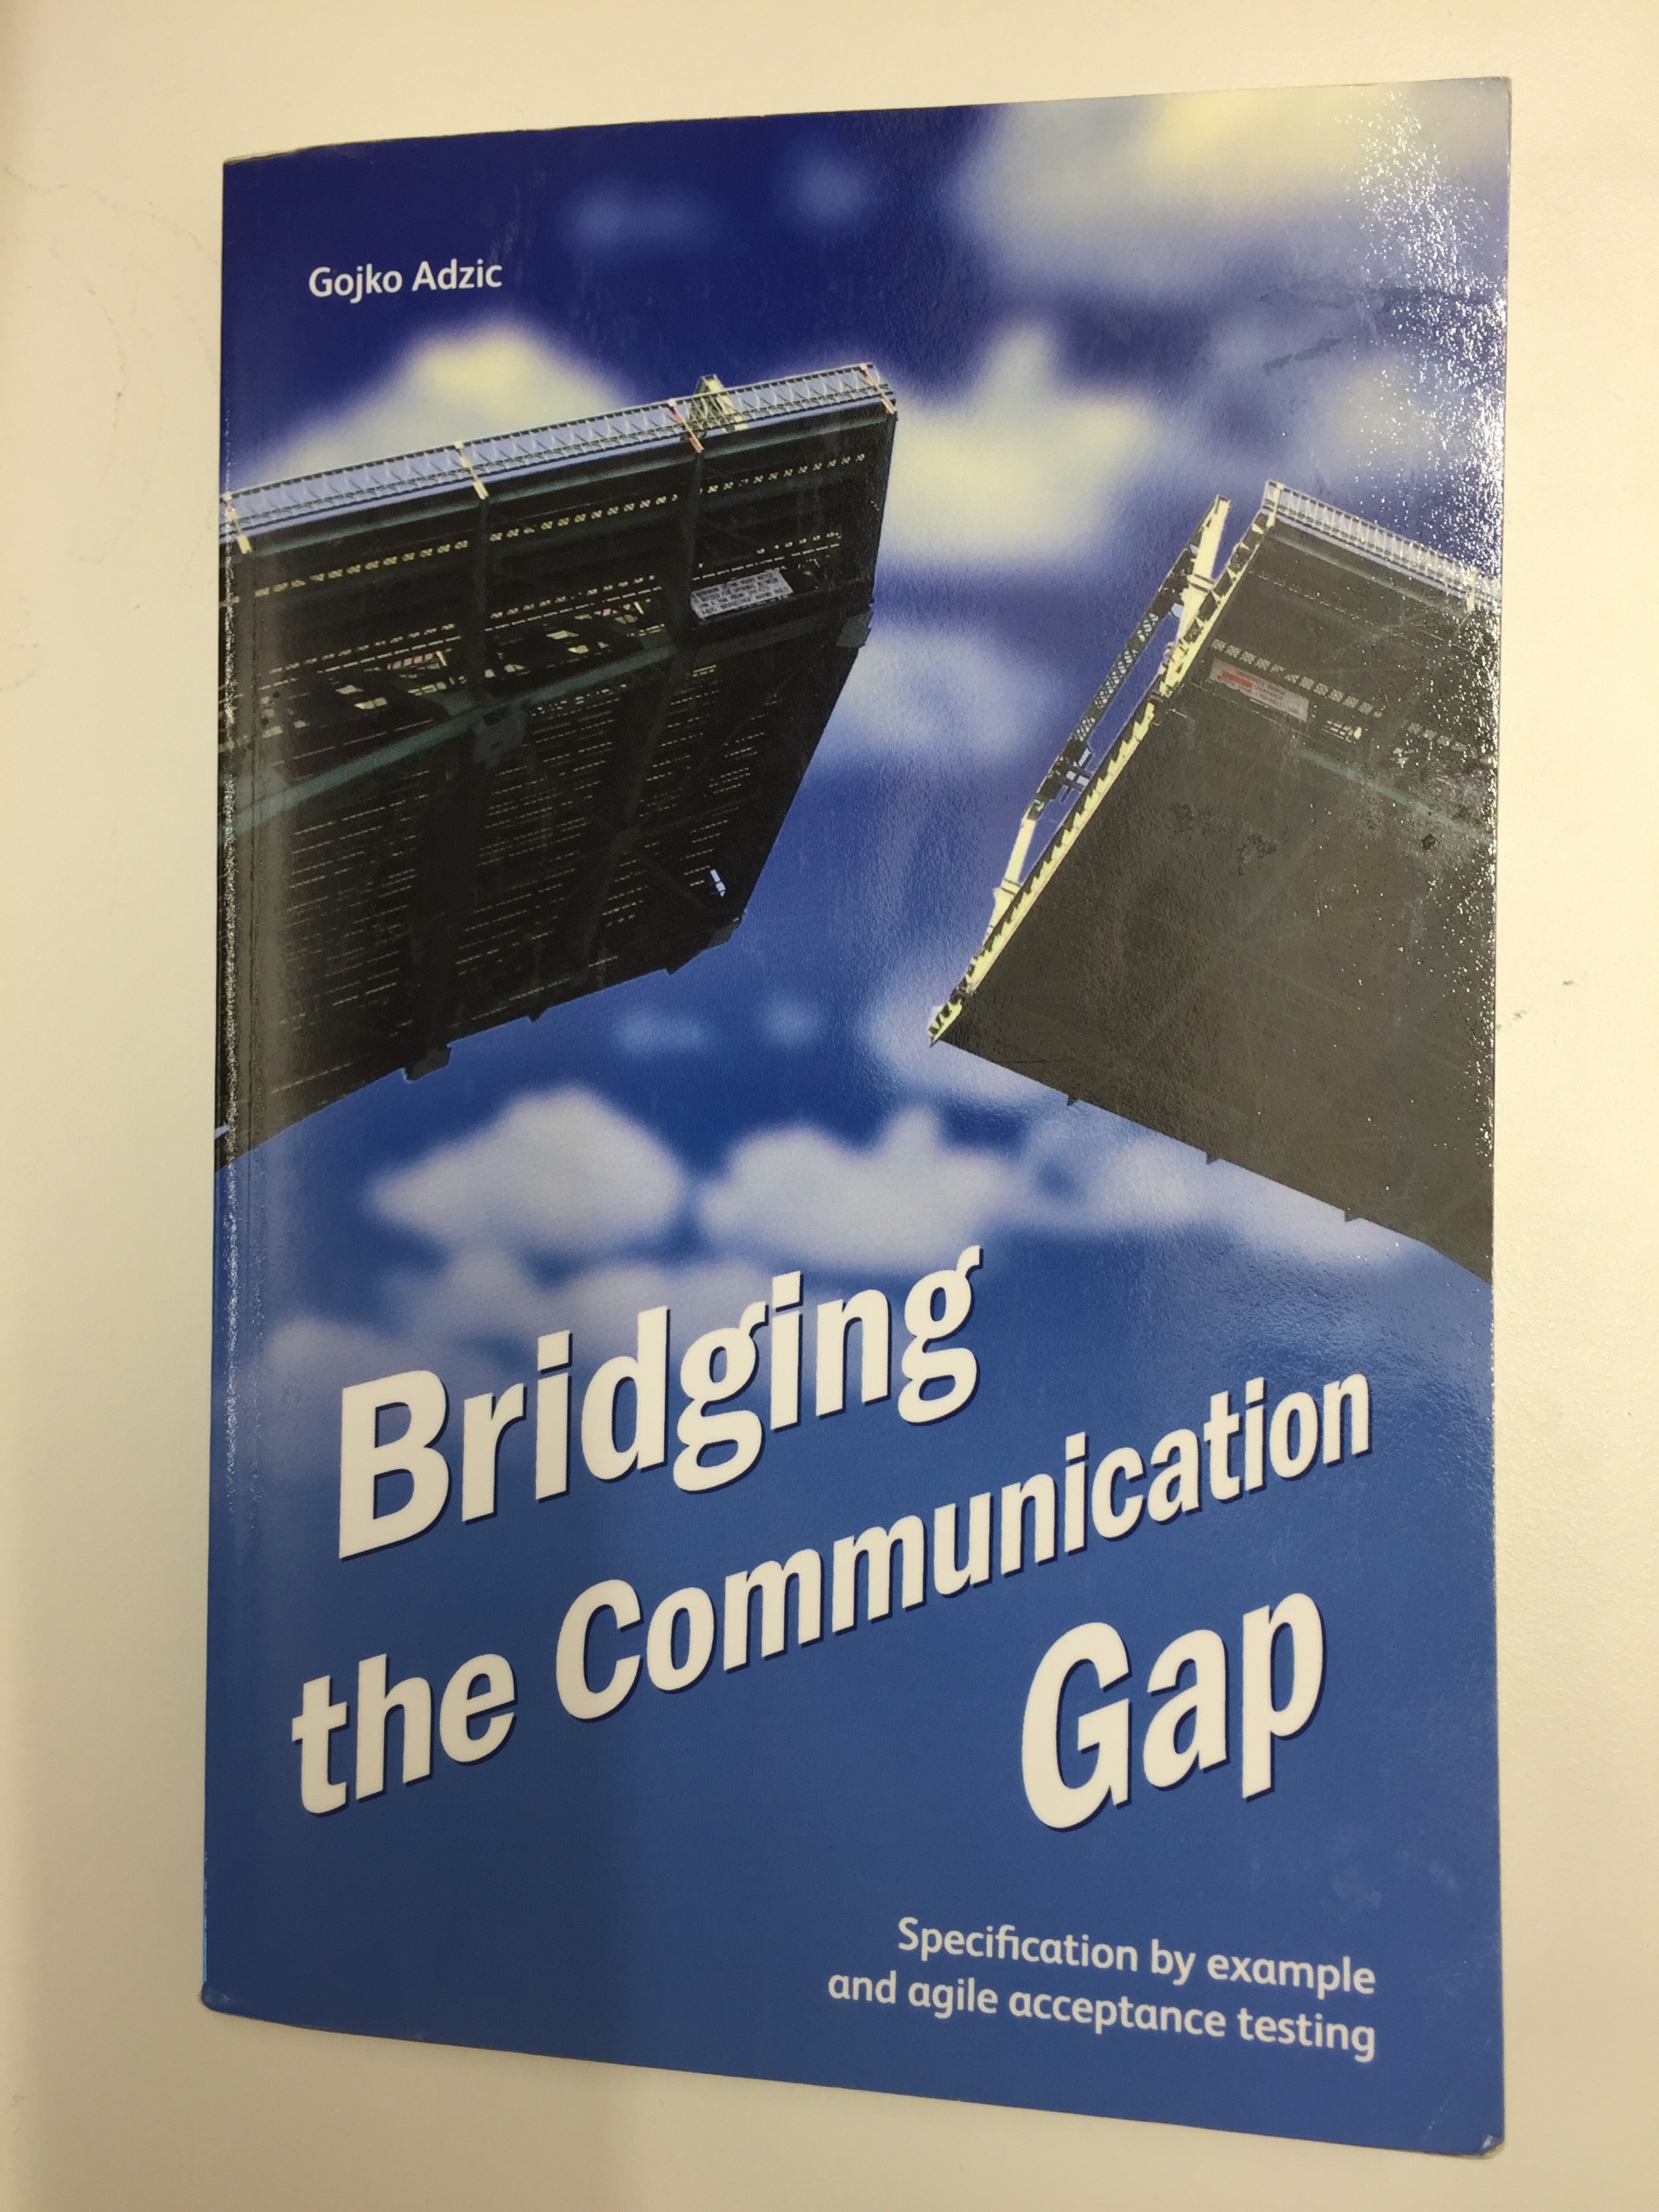 Gojko Adzic
Bridging
the Communication
Gap
Specification by example
and agile acceptance testing